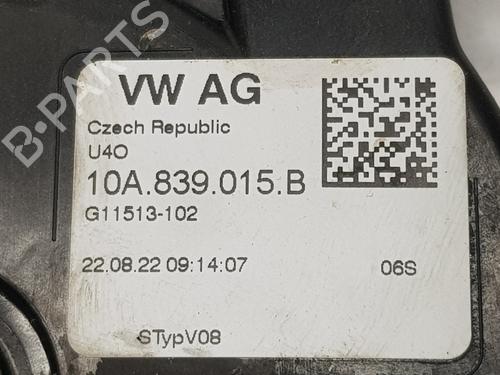 VW AG
Czech Republic
U4O
10A.839.015.B
G11513-102
22.08.22 09:14:07 06S
STypV08
B-PARTS